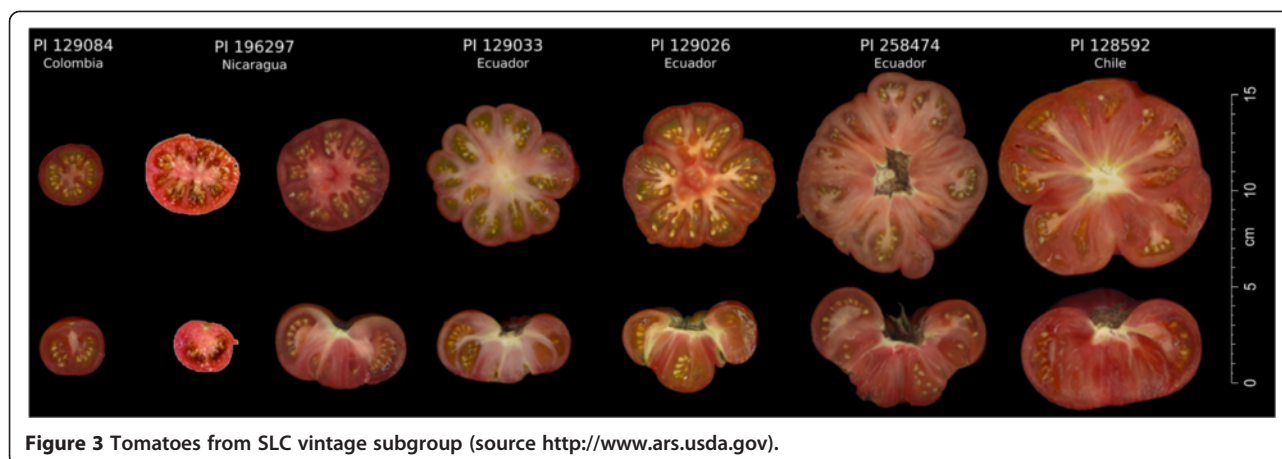 PI 129084
Colombia
PI 196297
Nicaragua
PI 129033
Ecuador
PI 129026
Ecuador
PI 258474
Ecuador
PI 128592
Chile
15
10
cm
5
0
Figure 3 Tomatoes from SLC vintage subgroup (source http://www.ars.usda.gov).